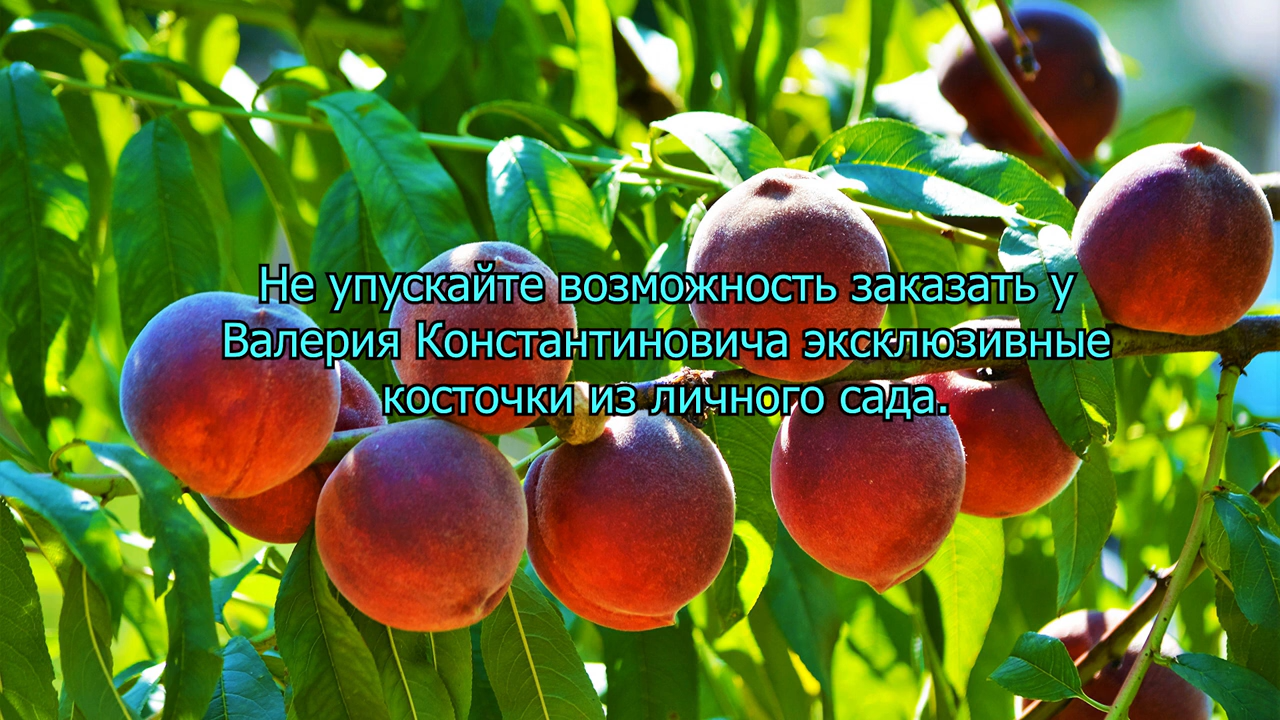 Не упускайте возможность заказать у
Валерия Константиновича эксклюзивные
косточки из личного сада.